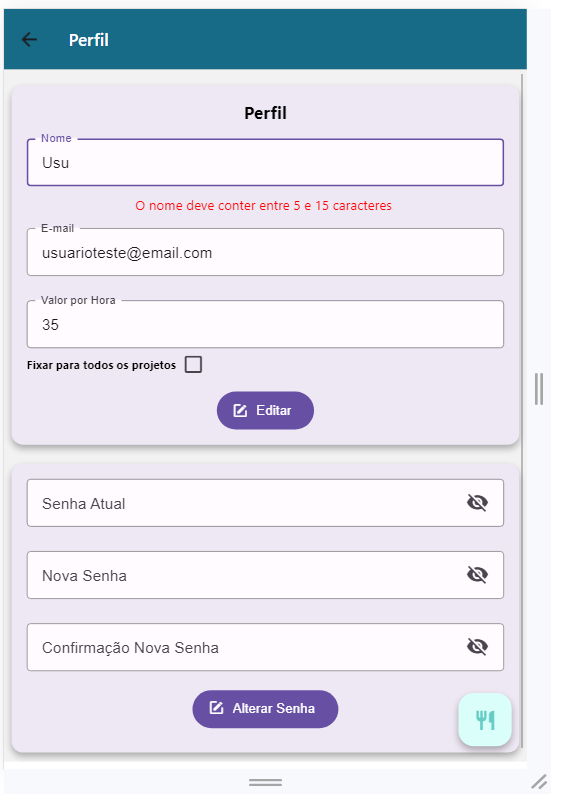 Perfil
Perfil
Nome
Usu
O nome deve conter entre 5 e 15 caracteres
E-mail
usuarioteste@email.com
Valor por Hora
35
Fixar para todos os projetos
Editar
Senha Atual
Nova Senha
Confirmação Nova Senha
Alterar Senha